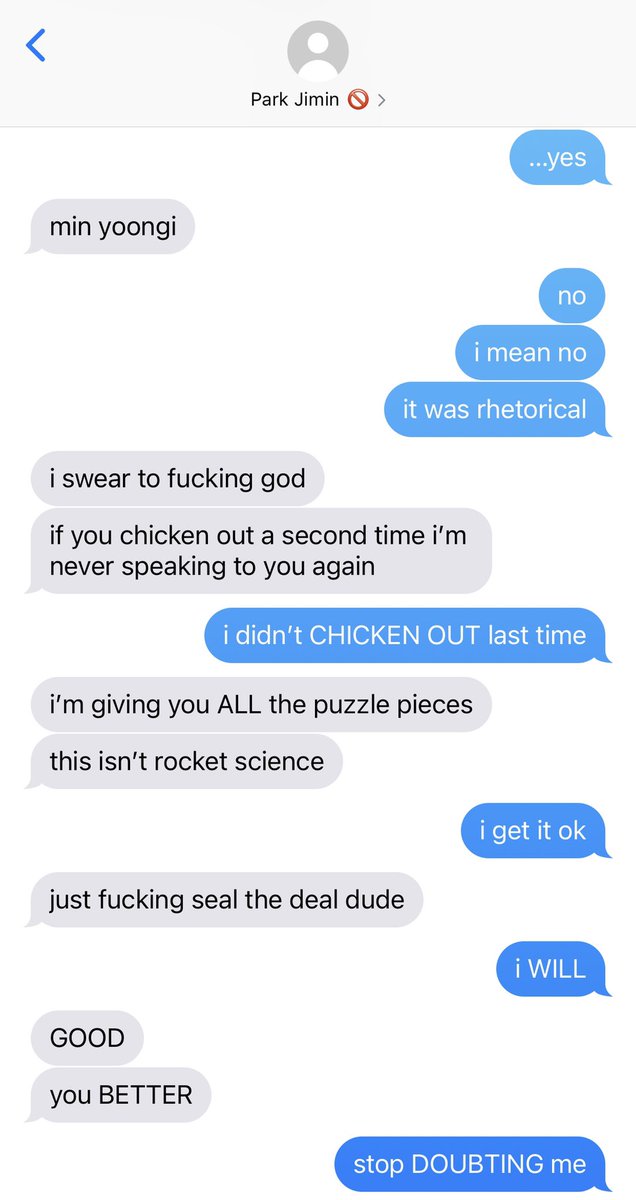 Park Jimin 🚫
...yes
min yoongi
no
i mean no
it was rhetorical
i swear to fucking god
if you chicken out a second time i’m
never speaking to you again
i didn’t CHICKEN OUT last time
i’m giving you ALL the puzzle pieces
this isn’t rocket science
i get it ok
just fucking seal the deal dude
i WILL
GOOD
you BETTER
stop DOUBTING me